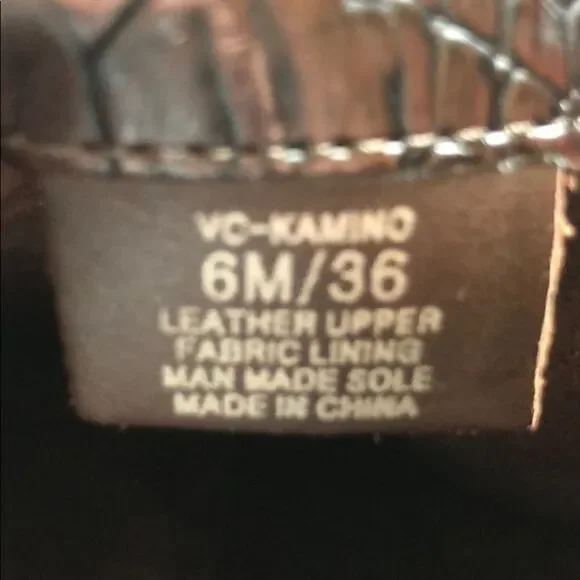 VC-KAMINO
6M/36
LEATHER UPPER
FABRIC LINING
MAN MADE SOLE
MADE IN CHINA